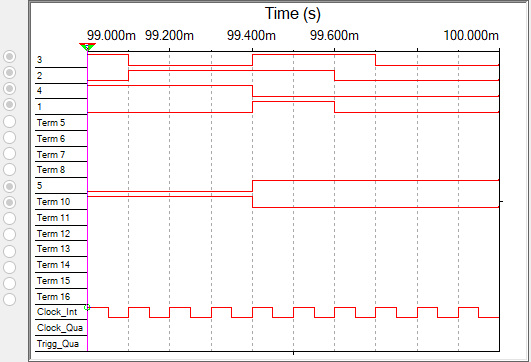 Time (s)
99.000m 99.200m 99.400m 99.600m 100.000m
3
2
4
1
Term 5
Term 6
Term 7
Term 8
5
Term 10
Term 11
Term 12
Term 13
Term 14
Term 15
Term 16
Clock_Int
Clock_Qua
Trigg_Qua